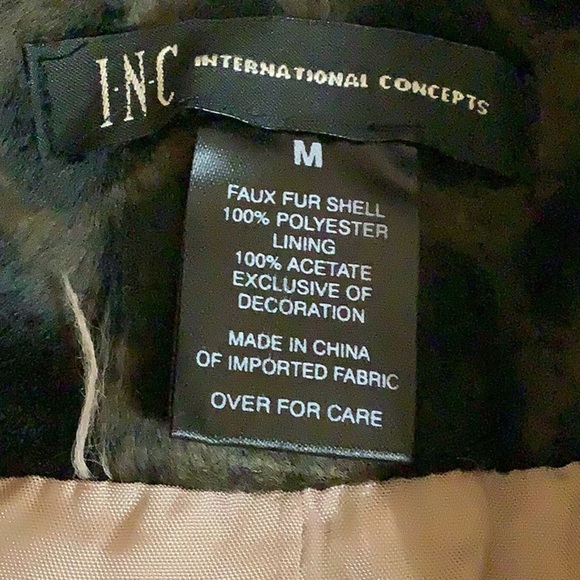 I·N·C INTERNATIONAL CONCEPTS
M
FAUX FUR SHELL
100% POLYESTER
LINING
100% ACETATE
EXCLUSIVE OF
DECORATION
MADE IN CHINA
OF IMPORTED FABRIC
OVER FOR CARE